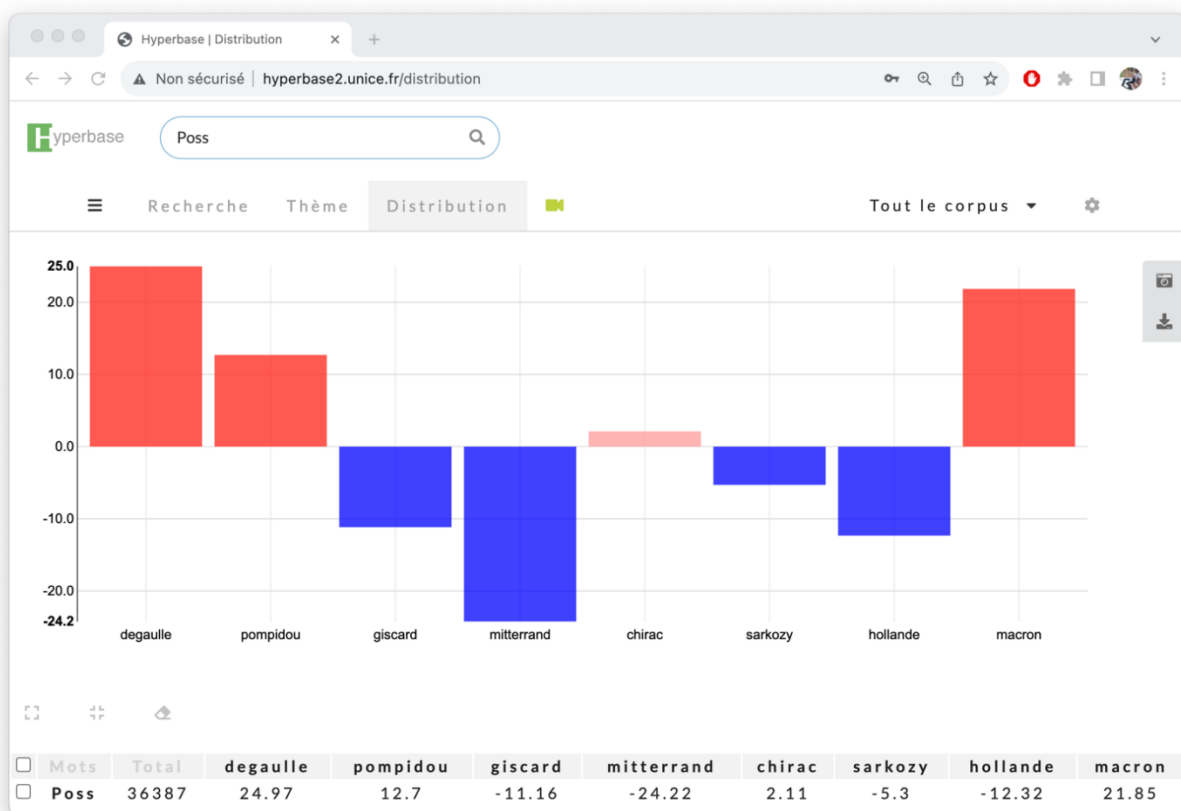 Hyperbase | Distribution
Non sécurisé | hyperbase2.unice.fr/distribution
Hyperbase
Poss
Recherche Thème Distribution Tout le corpus
25.0
20.0
10.0
0.0
-10.0
-20.0
-24.2
degaulle pompidou giscard mitterrand chirac sarkozy hollande macron
Mots Total degaulle pompidou giscard mitterrand chirac sarkozy hollande macron
Poss 36387 24.97 12.7 -11.16 -24.22 2.11 -5.3 -12.32 21.85